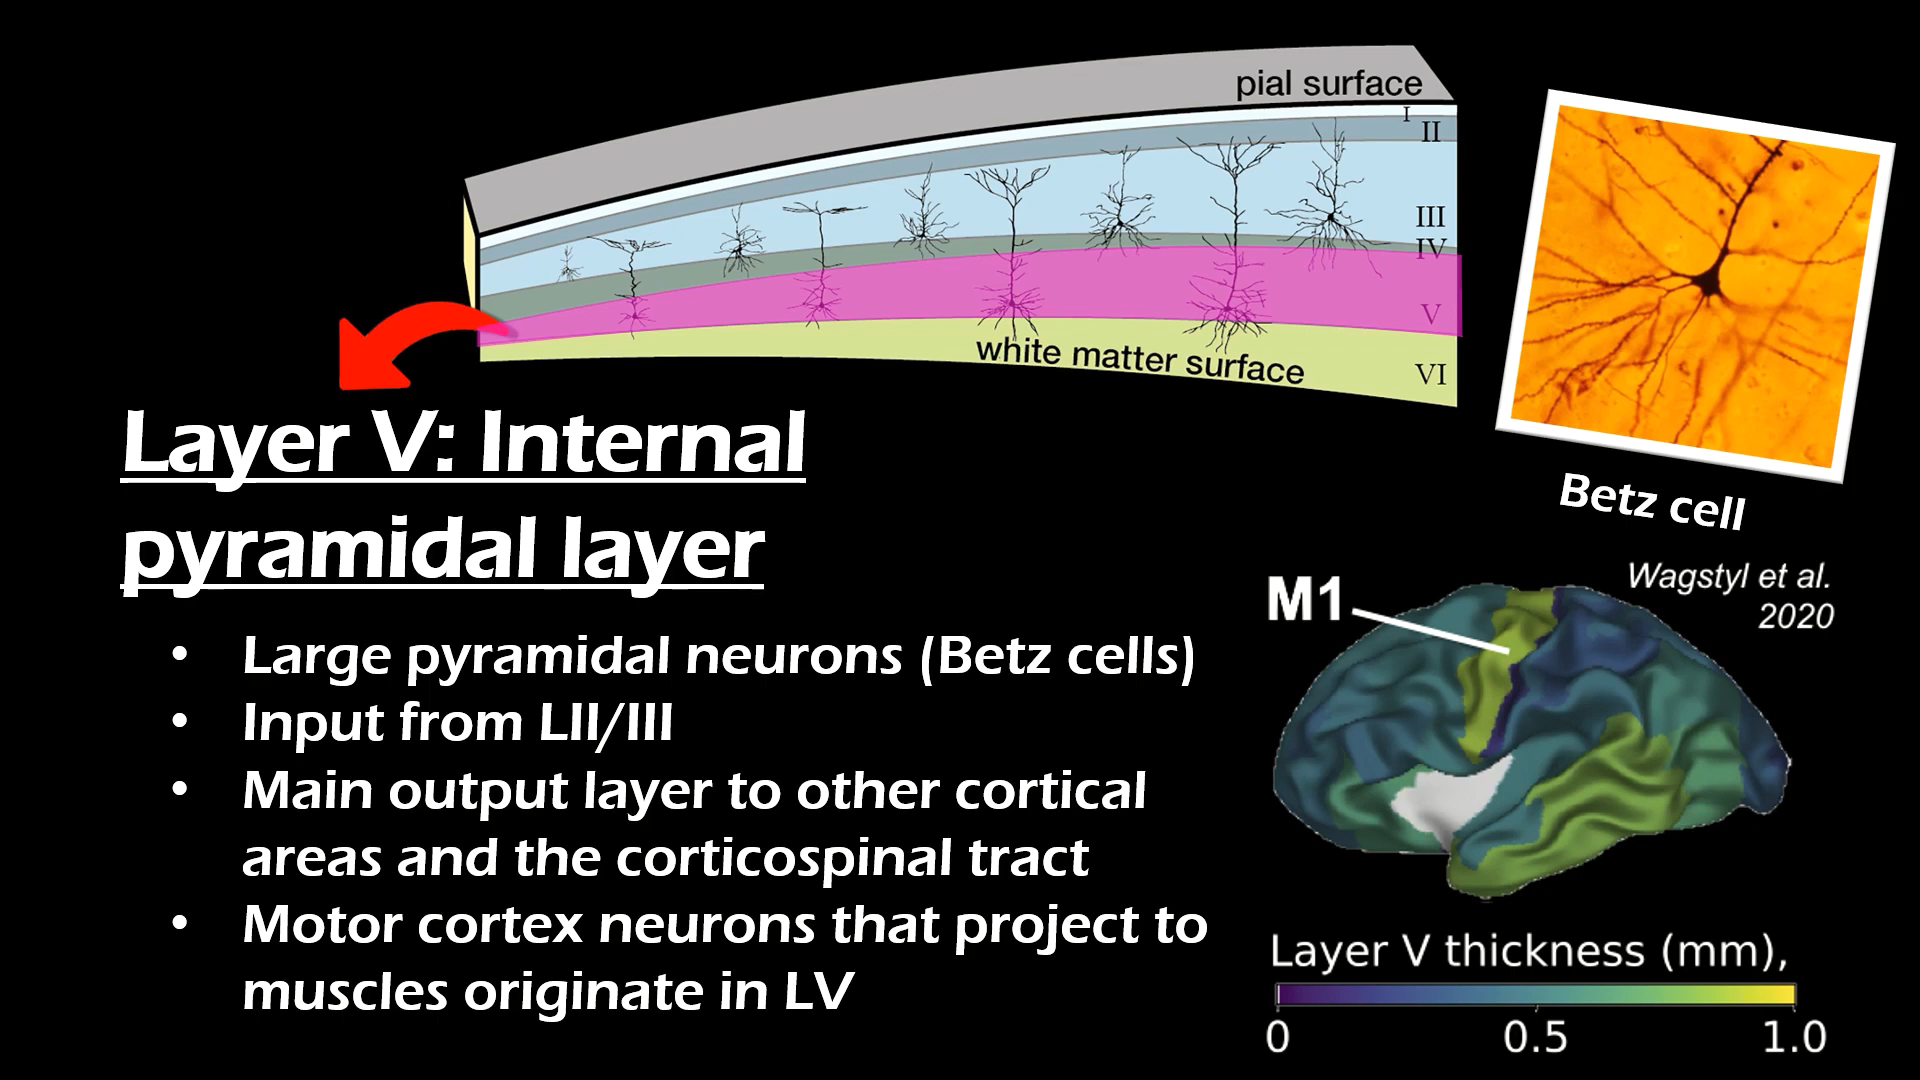 pial surface
I
II
III
IV
V
white matter surface
VI
Layer V: Internal
pyramidal layer
• Large pyramidal neurons (Betz cells)
• Input from LII/III
• Main output layer to other cortical
areas and the corticospinal tract
• Motor cortex neurons that project to
muscles originate in LV
Betz cell
Wagstyl et al.
2020
M1
Layer V thickness (mm),
0 0.5 1.0